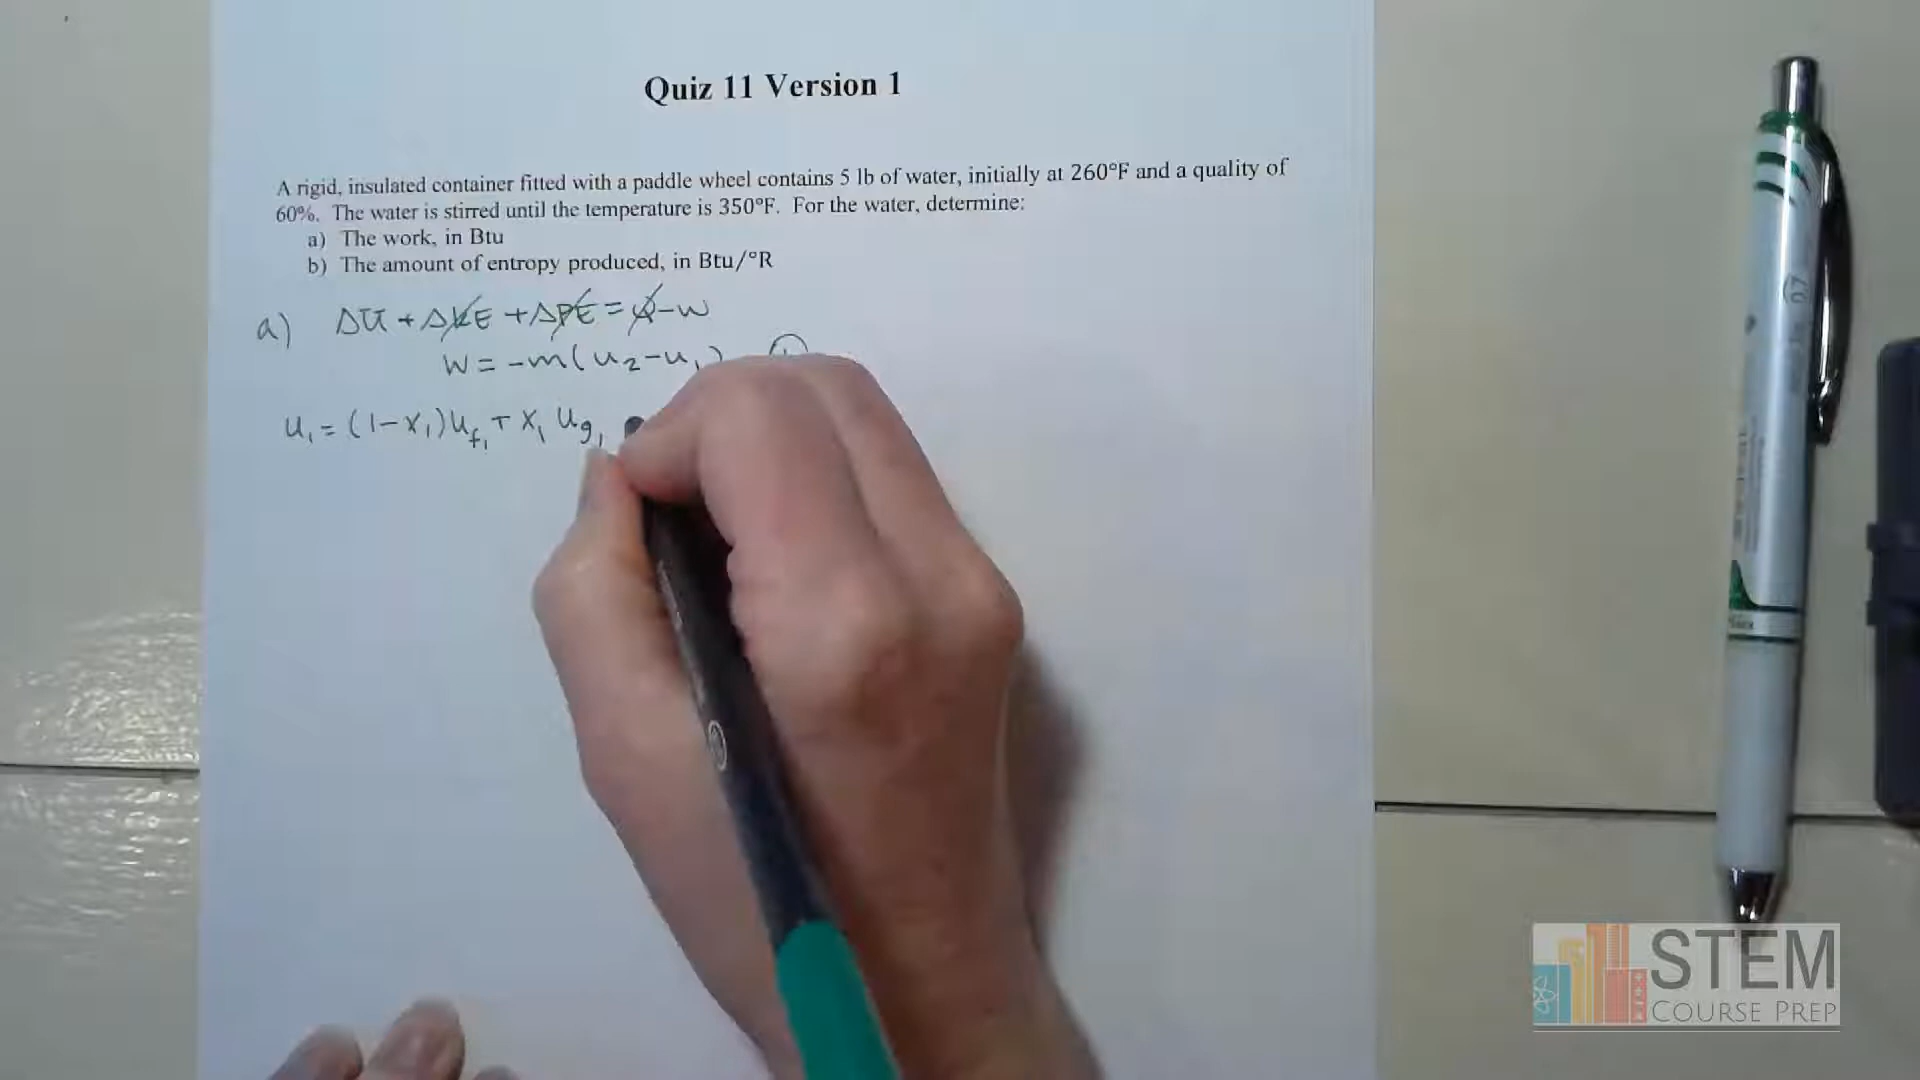 Quiz 11 Version 1
A rigid, insulated container fitted with a paddle wheel contains 5 lb of water, initially at 260°F and a quality of
60%. The water is stirred until the temperature is 350°F. For the water, determine:
a) The work, in Btu
b) The amount of entropy produced, in Btu/°R
a) ΔU + ΔKE + ΔPE = Q - W
W = -m(u₂-u₁)
u₁ = (1-x₁)u_f₁ + x₁ u_g₁
STEM
COURSE PREP